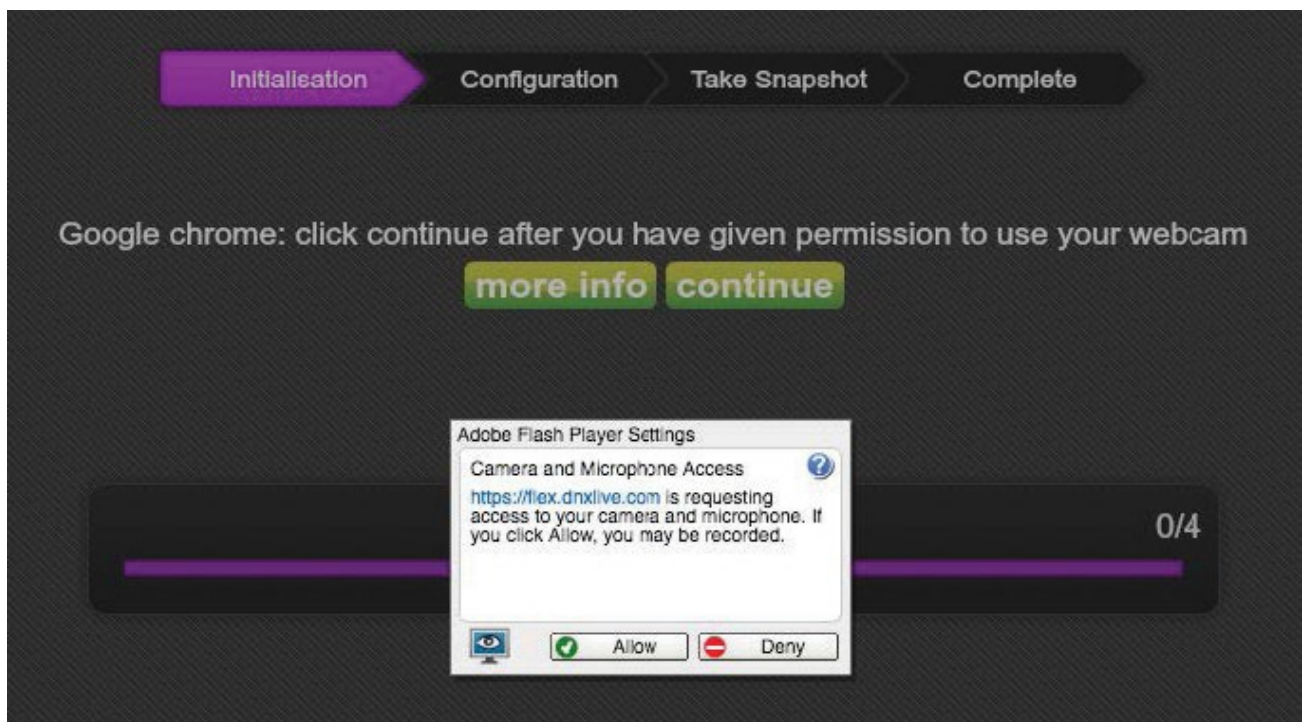 Initialisation
Configuration
Take Snapshot
Complete
Google chrome: click continue after you have given permission to use your webcam
more info
continue
Adobe Flash Player Settings
Camera and Microphone Access
https://flex.dnxlive.com is requesting
access to your camera and microphone. If
you click Allow, you may be recorded.
0/4
Allow
Deny